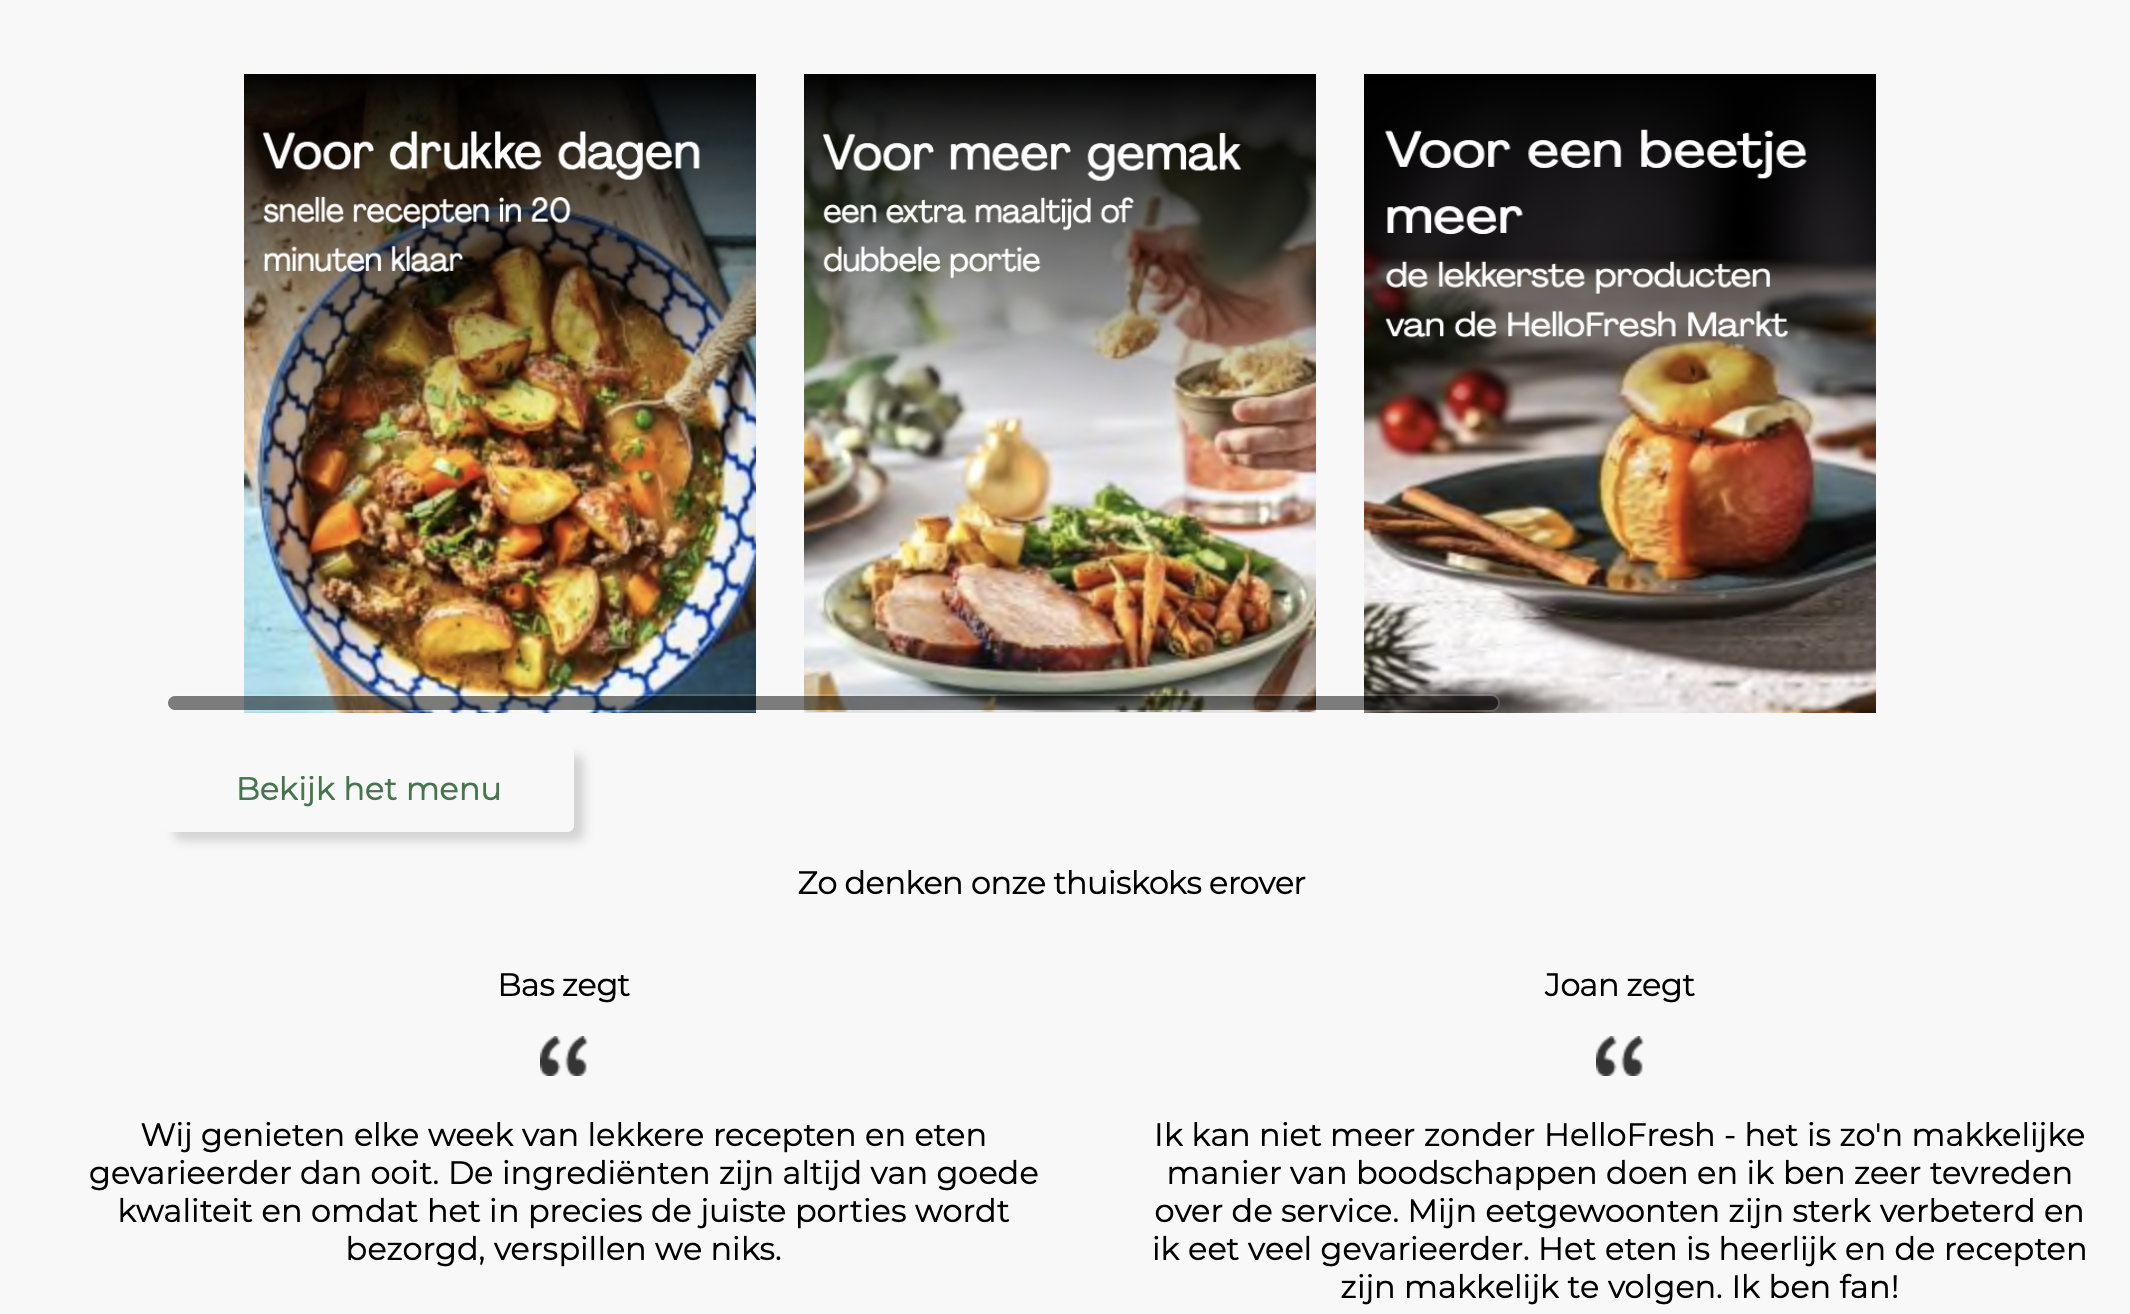 Voor drukke dagen
snelle recepten in 20
minuten klaar
Voor meer gemak
een extra maaltijd of
dubbele portie
Voor een beetje
meer
de lekkerste producten
van de HelloFresh Markt
Bekijk het menu
Zo denken onze thuiskoks erover
Bas zegt
“
Wij genieten elke week van lekkere recepten en eten
gevarieerder dan ooit. De ingrediënten zijn altijd van goede
kwaliteit en omdat het in precies de juiste porties wordt
bezorgd, verspillen we niks.
Joan zegt
“
Ik kan niet meer zonder HelloFresh - het is zo'n makkelijke
manier van boodschappen doen en ik ben zeer tevreden
over de service. Mijn eetgewoonten zijn sterk verbeterd en
ik eet veel gevarieerder. Het eten is heerlijk en de recepten
zijn makkelijk te volgen. Ik ben fan!